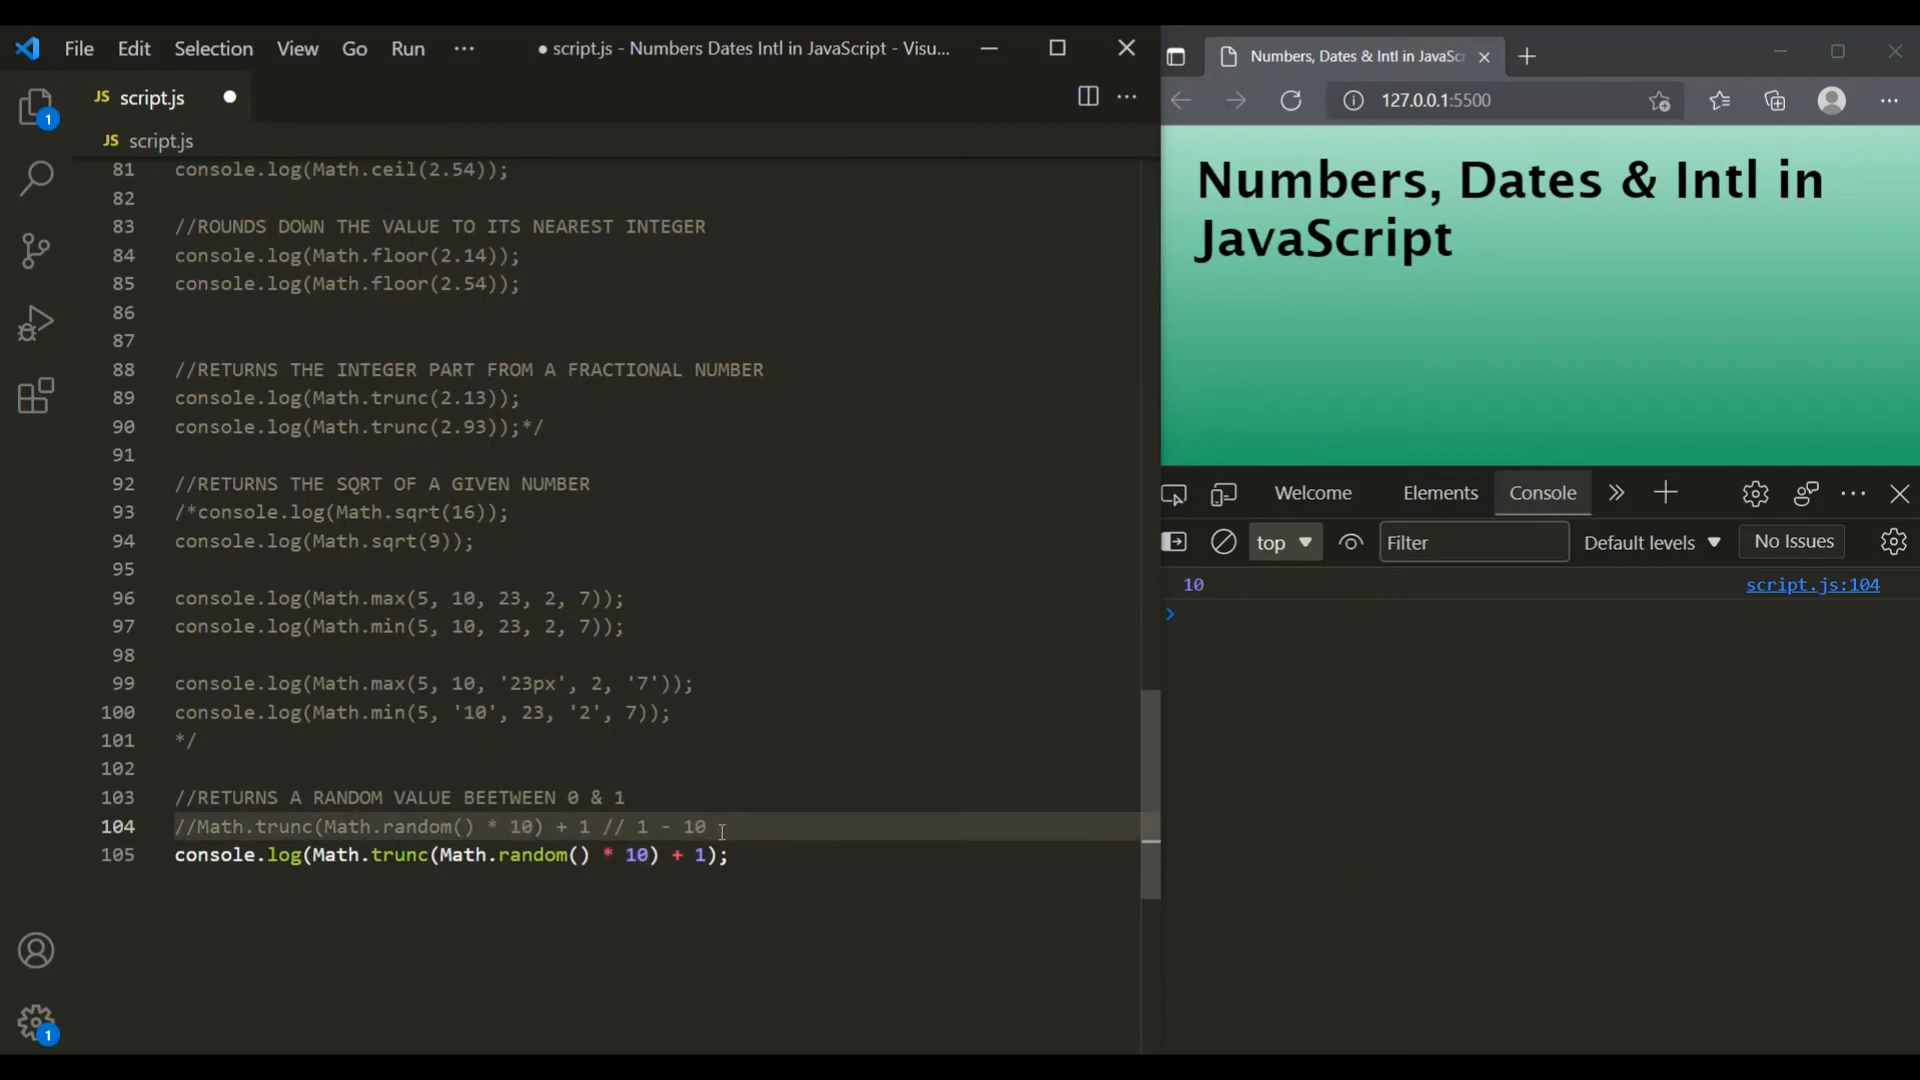 File Edit Selection View Go Run ··· ● script.js - Numbers Dates Intl in JavaScript - Visu...
JS script.js ●
JS script.js
81 console.log(Math.ceil(2.54));
82
83 //ROUNDS DOWN THE VALUE TO ITS NEAREST INTEGER
84 console.log(Math.floor(2.14));
85 console.log(Math.floor(2.54));
86
87
88 //RETURNS THE INTEGER PART FROM A FRACTIONAL NUMBER
89 console.log(Math.trunc(2.13));
90 console.log(Math.trunc(2.93));*/
91
92 //RETURNS THE SQRT OF A GIVEN NUMBER
93 /*console.log(Math.sqrt(16));
94 console.log(Math.sqrt(9));
95
96 console.log(Math.max(5, 10, 23, 2, 7));
97 console.log(Math.min(5, 10, 23, 2, 7));
98
99 console.log(Math.max(5, 10, '23px', 2, '7'));
100 console.log(Math.min(5, '10', 23, '2', 7));
101 */
102
103 //RETURNS A RANDOM VALUE BEETWEEN 0 & 1
104 //Math.trunc(Math.random() * 10) + 1 // 1 - 10
105 console.log(Math.trunc(Math.random() * 10) + 1);
1
1
Numbers, Dates & Intl in JavaSc
127.0.0.1:5500
Numbers, Dates & Intl in
JavaScript
Welcome Elements Console
top Filter Default levels No Issues
10 script.js:104